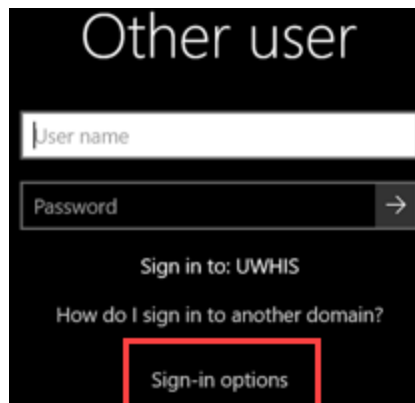 Other user
User name
Password
Sign in to: UWHIS
How do I sign in to another domain?
Sign-in options